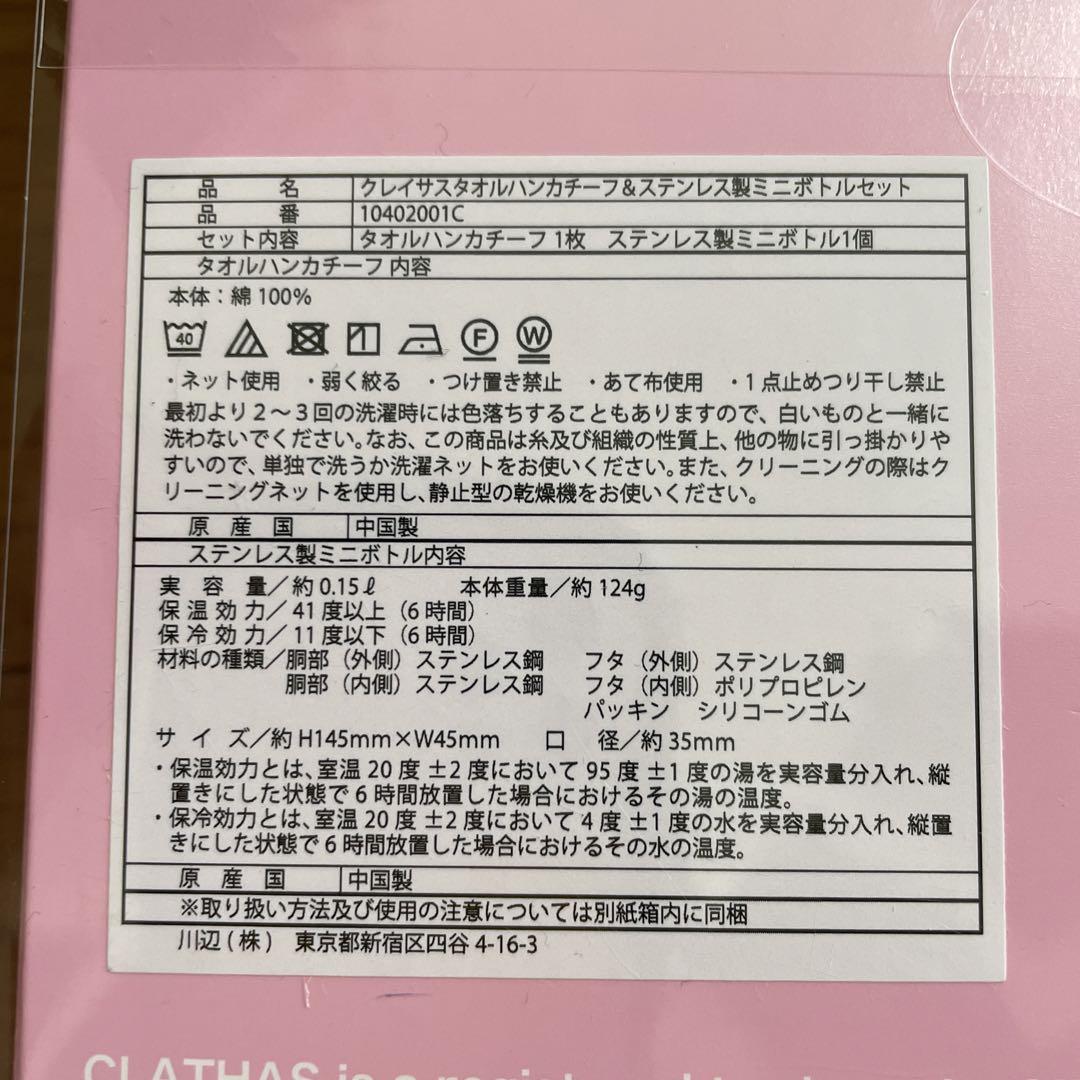 品名 クレイサスタオルハンカチーフ&ステンレス製ミニボトルセット
品番 10402001C
セット内容 タオルハンカチーフ 1枚 ステンレス製ミニボトル1個
タオルハンカチーフ 内容
本体:綿 100%
40 F W
・ネット使用 ・弱く絞る ・つけ置き禁止 ・あて布使用 ・1 点止めつり干し禁止
最初より2〜3回の洗濯時には色落ちすることもありますので、白いものと一緒に
洗わないでください。なお、この商品は糸及び組織の性質上、他の物に引っ掛かりや
すいので、単独で洗うか洗濯ネットをお使いください。また、クリーニングの際はク
リーニングネットを使用し、静止型の乾燥機をお使いください。
原産国 中国製
ステンレス製ミニボトル内容
実容量/約 0.15ℓ 本体重量/約 124g
保温効力/ 41 度以上(6 時間)
保冷効力/ 11 度以下(6 時間)
材料の種類/胴部(外側)ステンレス鋼 フタ(外側)ステンレス鋼
胴部(内側)ステンレス鋼 フタ(内側)ポリプロピレン
パッキン シリコーンゴム
サイズ/約 H145mm×W45mm 口径/約 35mm
・保温効力とは、室温 20 度 ±2 度において 95 度 ±1 度の湯を実容量分入れ、縦
置きにした状態で 6 時間放置した場合におけるその湯の温度。
・保冷効力とは、室温 20 度 ±2 度において 4 度 ±1 度の水を実容量分入れ、縦置
きにした状態で 6 時間放置した場合におけるその水の温度。
原産国 中国製
※取り扱い方法及び使用の注意については別紙箱内に同梱
川辺(株) 東京都新宿区四谷 4-16-3
CLATHAS is a